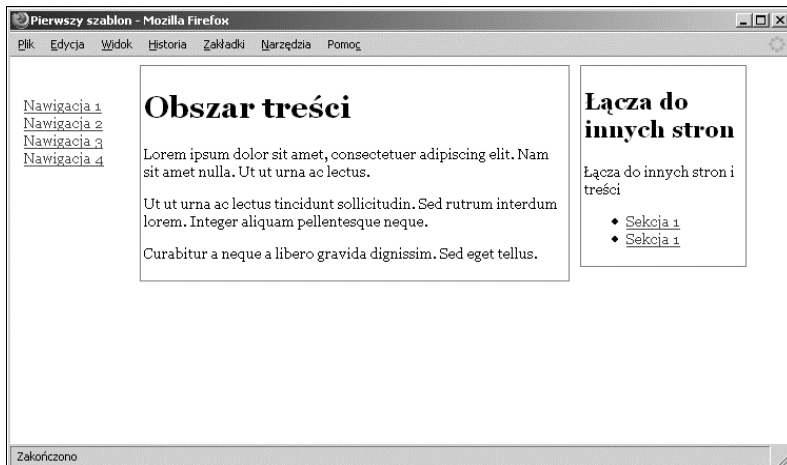 Pierwszy szablon - Mozilla Firefox
Plik Edycja Widok Historia Zakładki Narzędzia Pomoc
Nawigacja 1
Nawigacja 2
Nawigacja 3
Nawigacja 4
Obszar treści
Lorem ipsum dolor sit amet, consectetuer adipiscing elit. Nam
sit amet nulla. Ut ut urna ac lectus.
Ut ut urna ac lectus tincidunt sollicitudin. Sed rutrum interdum
lorem. Integer aliquam pellentesque neque.
Curabitur a neque a libero gravida dignissim. Sed eget tellus.
Łącza do
innych stron
Łącza do innych stron i
treści
Sekcja 1
Sekcja 1
Zakończono